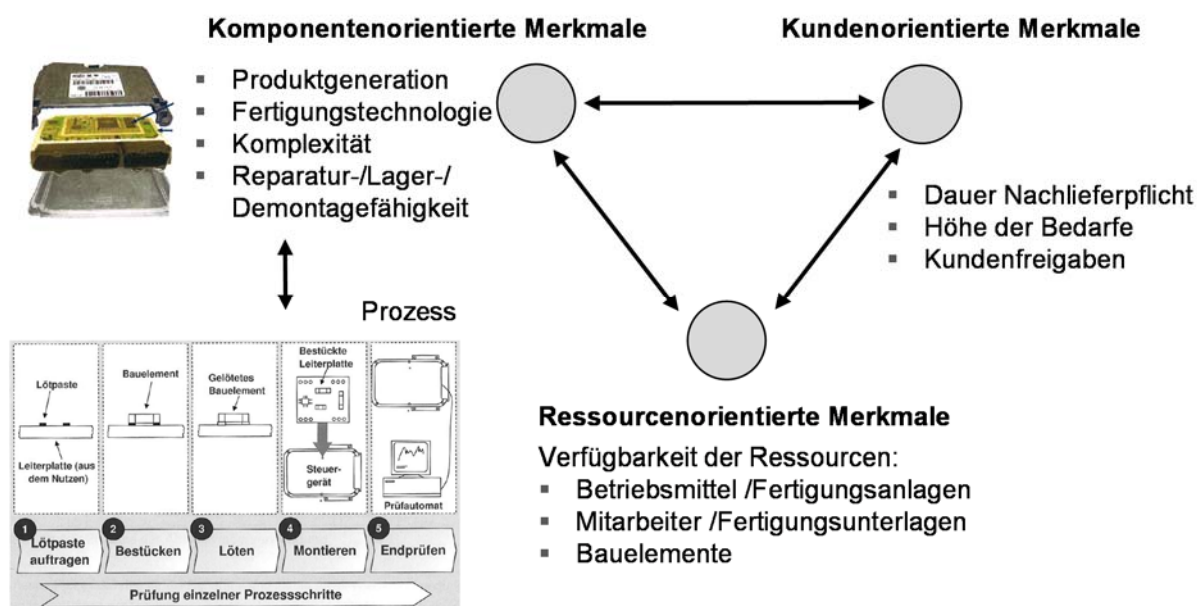 Komponentenorientierte Merkmale
▪ Produktgeneration
▪ Fertigungstechnologie
▪ Komplexität
▪ Reparatur-/Lager-/
Demontagefähigkeit
Kundenorientierte Merkmale
▪ Dauer Nachlieferpflicht
▪ Höhe der Bedarfe
▪ Kundenfreigaben
Prozess
Lötpaste
Leiterplatte (aus
dem Nutzen)
Bauelement
Gelötetes
Bauelement
Bestückte
Leiterplatte
Steuer-
gerät
Prüfautomat
1
Lötpaste
auftragen
2
Bestücken
3
Löten
4
Montieren
5
Endprüfen
Prüfung einzelner Prozessschritte
Ressourcenorientierte Merkmale
Verfügbarkeit der Ressourcen:
▪ Betriebsmittel /Fertigungsanlagen
▪ Mitarbeiter /Fertigungsunterlagen
▪ Bauelemente